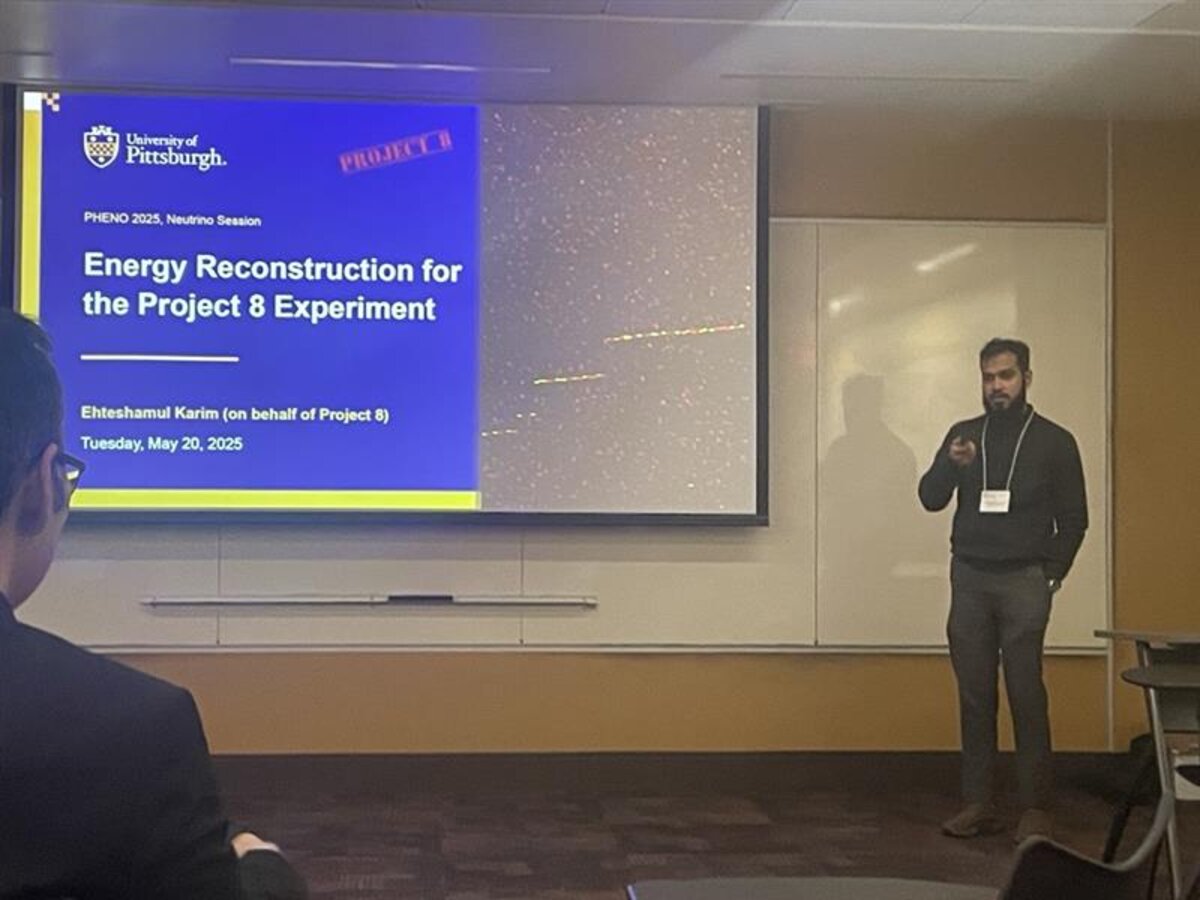 University of
Pittsburgh.
PROJECT 8
PHENO 2025, Neutrino Session
Energy Reconstruction for
the Project 8 Experiment
Ehteshamul Karim (on behalf of Project 8)
Tuesday, May 20, 2025